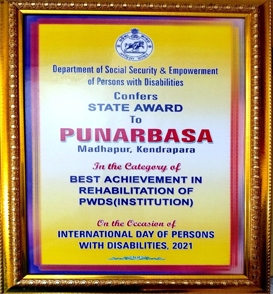 Department of Social Security & Empowerment
of Persons with Disabilities
Confers
STATE AWARD
To
PUNARBASA
Madhapur, Kendrapara
In the Category of
BEST ACHIEVEMENT IN
REHABILITATION OF
PWDS(INSTITUTION)
On the Occasion of
INTERNATIONAL DAY OF PERSONS
WITH DISABILITIES, 2021